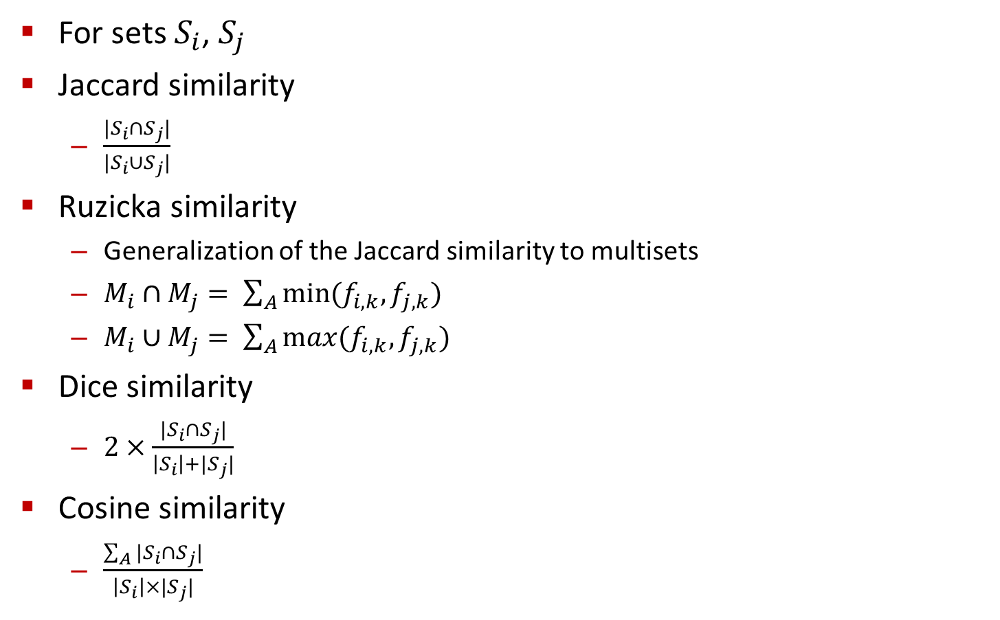 ▪ For sets $S_i$, $S_j$
▪ Jaccard similarity
– $\frac{|S_i \cap S_j|}{|S_i \cup S_j|}$
▪ Ruzicka similarity
– Generalization of the Jaccard similarity to multisets
– $M_i \cap M_j = \sum_A \min(f_{i,k}, f_{j,k})$
– $M_i \cup M_j = \sum_A \mathrm{m}ax(f_{i,k}, f_{j,k})$
▪ Dice similarity
– $2 \times \frac{|S_i \cap S_j|}{|S_i|+|S_j|}$
▪ Cosine similarity
– $\frac{\sum_A |S_i \cap S_j|}{|S_i| \times |S_j|}$